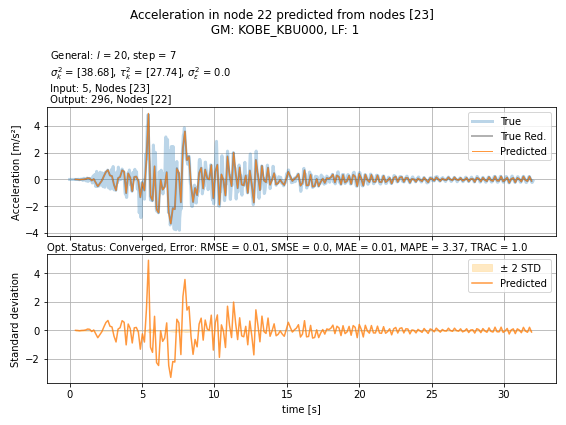 Acceleration in node 22 predicted from nodes [23]
GM: KOBE_KBU000, LF: 1
General: l = 20, step = 7
σ²ₖ = [38.68], τ²ₖ = [27.74], σ²ε = 0.0
Input: 5, Nodes [23]
Output: 296, Nodes [22]
True
True Red.
Predicted
Acceleration [m/s²]
4
2
0
−2
−4
Opt. Status: Converged, Error: RMSE = 0.01, SMSE = 0.0, MAE = 0.01, MAPE = 3.37, TRAC = 1.0
± 2 STD
Predicted
Standard deviation
4
2
0
−2
0 5 10 15 20 25 30
time [s]